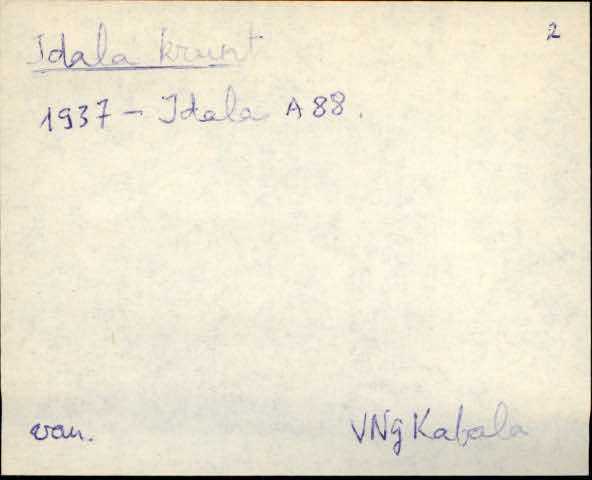 2
Idala krunt
1937 – Idala A 88.
van.
VNg Kabala